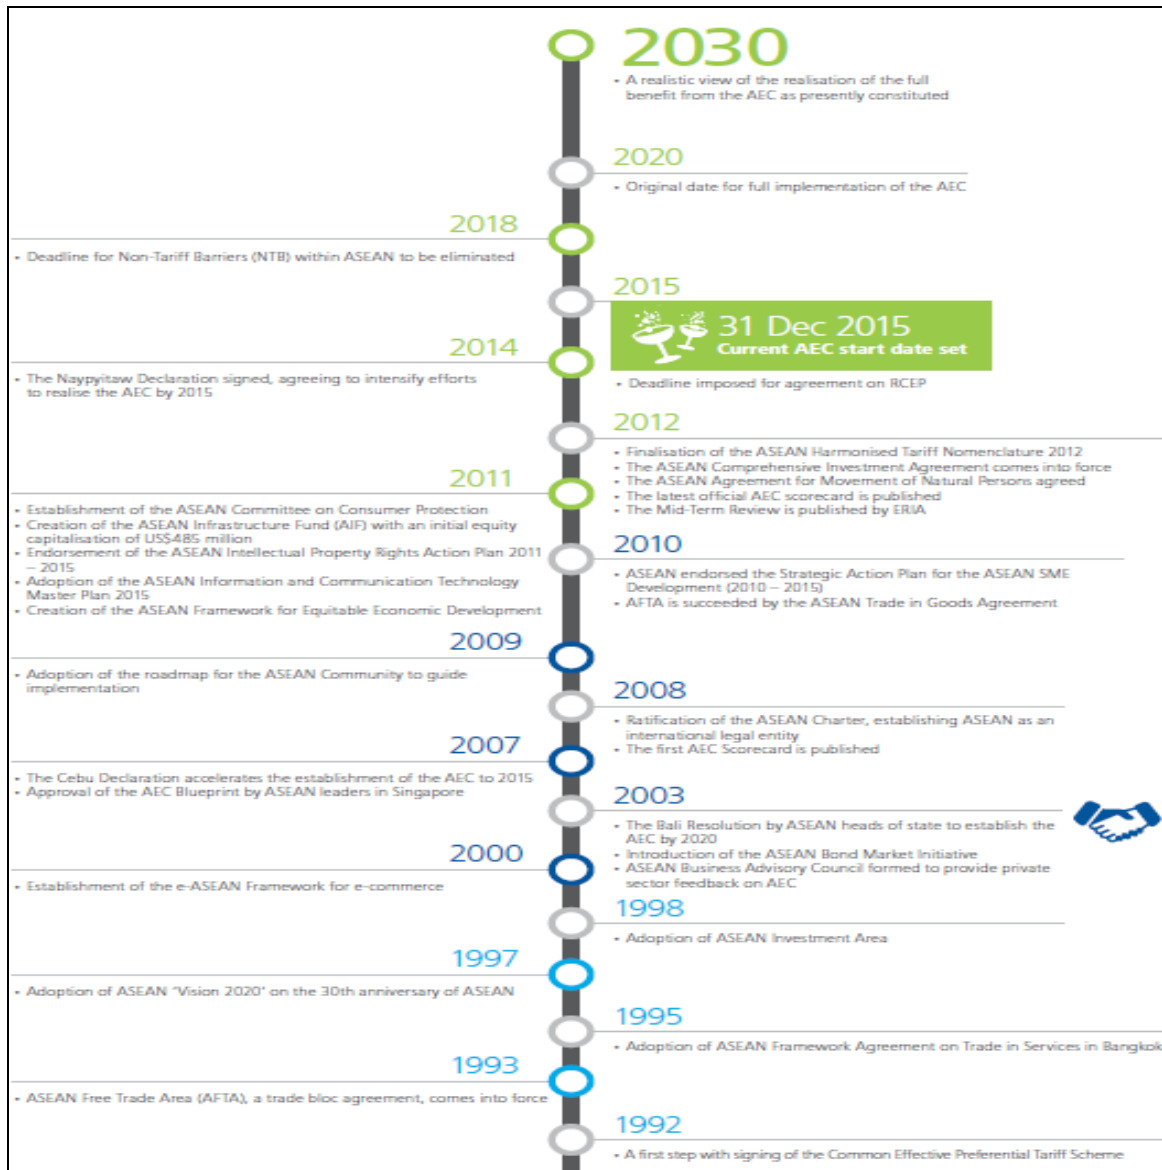 2030
• A realistic view of the realisation of the full
benefit from the AEC as presently constituted
2020
• Original date for full implementation of the AEC
2018
• Deadline for Non-Tariff Barriers (NTB) within ASEAN to be eliminated
2015
31 Dec 2015
Current AEC start date set
• Deadline imposed for agreement on RCEP
2014
• The Naypyitaw Declaration signed, agreeing to intensify efforts
to realise the AEC by 2015
2012
• Finalisation of the ASEAN Harmonised Tariff Nomenclature 2012
• The ASEAN Comprehensive Investment Agreement comes into force
• The ASEAN Agreement for Movement of Natural Persons agreed
• The latest official AEC scorecard is published
• The Mid-Term Review is published by ERIA
2011
• Establishment of the ASEAN Committee on Consumer Protection
• Creation of the ASEAN Infrastructure Fund (AIF) with an initial equity
capitalisation of US$485 million
• Endorsement of the ASEAN Intellectual Property Rights Action Plan 2011
– 2015
• Adoption of the ASEAN Information and Communication Technology
Master Plan 2015
• Creation of the ASEAN Framework for Equitable Economic Development
2010
• ASEAN endorsed the Strategic Action Plan for the ASEAN SME
Development (2010 – 2015)
• AFTA is succeeded by the ASEAN Trade in Goods Agreement
2009
• Adoption of the roadmap for the ASEAN Community to guide
implementation
2008
• Ratification of the ASEAN Charter, establishing ASEAN as an
international legal entity
• The first AEC Scorecard is published
2007
• The Cebu Declaration accelerates the establishment of the AEC to 2015
• Approval of the AEC Blueprint by ASEAN leaders in Singapore
2003
• The Bali Resolution by ASEAN heads of state to establish the
AEC by 2020
• Introduction of the ASEAN Bond Market Initiative
• ASEAN Business Advisory Council formed to provide private
sector feedback on AEC
2000
• Establishment of the e-ASEAN Framework for e-commerce
1998
• Adoption of ASEAN Investment Area
1997
• Adoption of ASEAN "Vision 2020" on the 30th anniversary of ASEAN
1995
• Adoption of ASEAN Framework Agreement on Trade in Services in Bangkok
1993
• ASEAN Free Trade Area (AFTA), a trade bloc agreement, comes into force
1992
• A first step with signing of the Common Effective Preferential Tariff Scheme